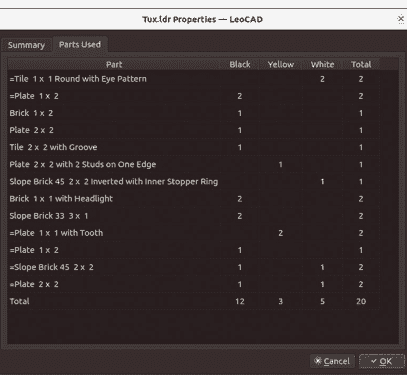 Tux.ldr Properties — LeoCAD
Summary Parts Used
Part Black Yellow White Total
=Tile 1 x 1 Round with Eye Pattern 2 2
=Plate 1 x 2 2 2
Brick 1 x 2 1 1
Plate 2 x 2 1 1
Tile 2 x 2 with Groove 1 1
Plate 2 x 2 with 2 Studs on One Edge 1 1
Slope Brick 45 2 x 2 Inverted with Inner Stopper Ring 1 1
Brick 1 x 1 with Headlight 2 2
Slope Brick 33 3 x 1 2 2
=Plate 1 x 1 with Tooth 2 2
=Plate 1 x 2 1 1
=Slope Brick 45 2 x 2 1 1 2
=Plate 2 x 2 1 1 2
Total 12 3 5 20
Cancel OK